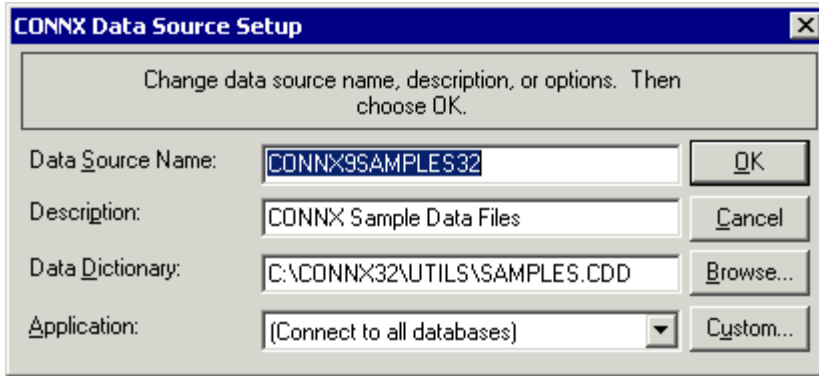 CONNX Data Source Setup
Change data source name, description, or options. Then
choose OK.
Data Source Name: CONNX9SAMPLES32 OK
Description: CONNX Sample Data Files Cancel
Data Dictionary: C:\CONNX32\UTILS\SAMPLES.CDD Browse...
Application: (Connect to all databases) Custom...